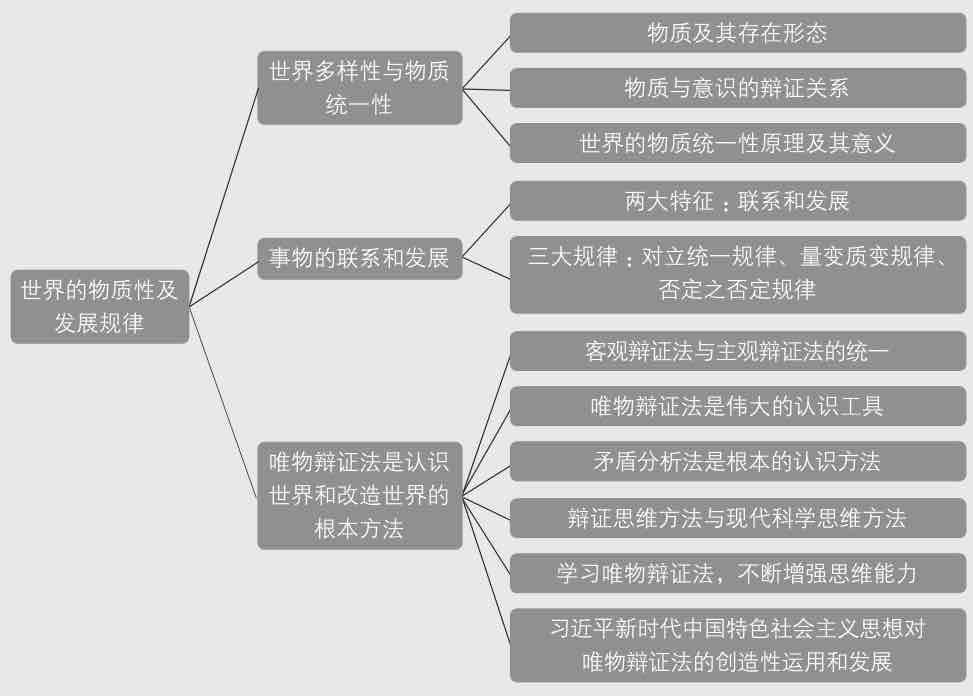 世界的物质性及
发展规律
世界多样性与物质
统一性
物质及其存在形态
物质与意识的辩证关系
世界的物质统一性原理及其意义
事物的联系和发展
两大特征：联系和发展
三大规律：对立统一规律、量变质变规律、
否定之否定规律
唯物辩证法是认识
世界和改造世界的
根本方法
客观辩证法与主观辩证法的统一
唯物辩证法是伟大的认识工具
矛盾分析法是根本的认识方法
辩证思维方法与现代科学思维方法
学习唯物辩证法，不断增强思维能力
习近平新时代中国特色社会主义思想对
唯物辩证法的创造性运用和发展